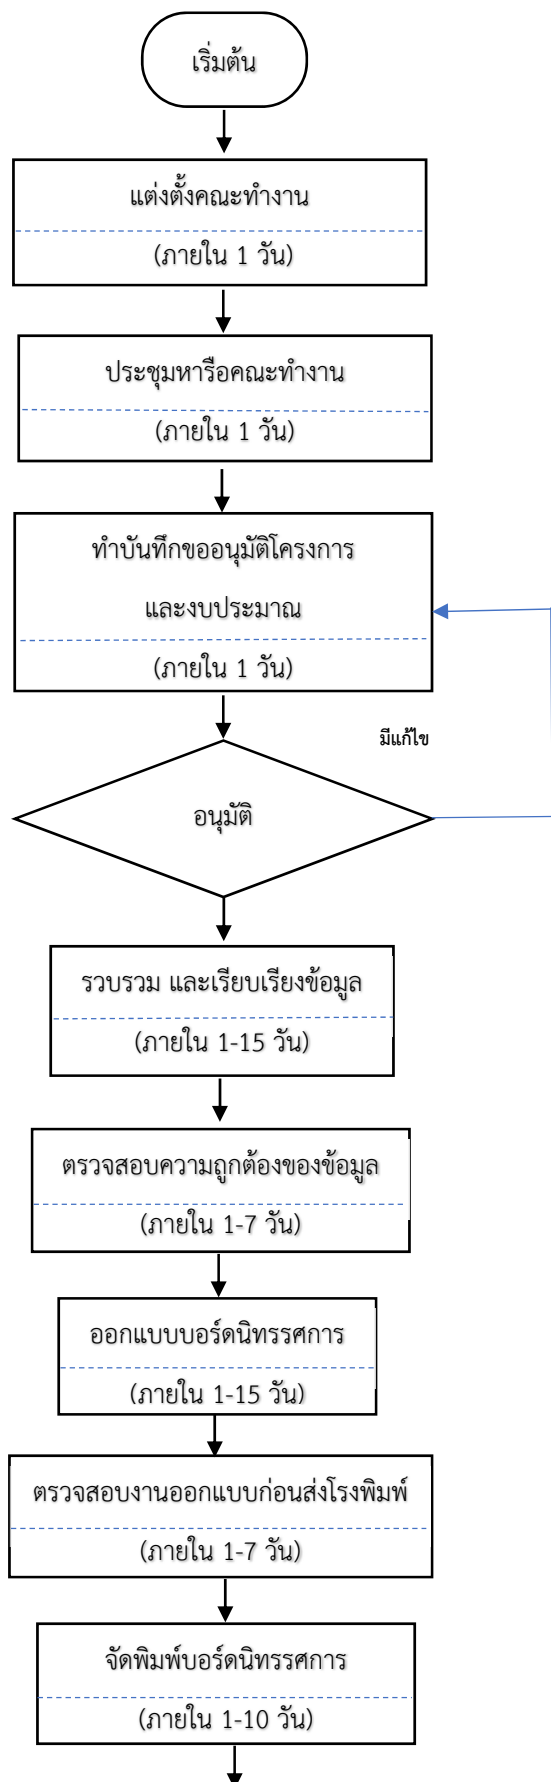 เริ่มต้น
แต่งตั้งคณะทำงาน
(ภายใน 1 วัน)
ประชุมหารือคณะทำงาน
(ภายใน 1 วัน)
ทำบันทึกขออนุมัติโครงการ
และงบประมาณ
(ภายใน 1 วัน)
มีแก้ไข
อนุมัติ
รวบรวม และเรียบเรียงข้อมูล
(ภายใน 1-15 วัน)
ตรวจสอบความถูกต้องของข้อมูล
(ภายใน 1-7 วัน)
ออกแบบบอร์ดนิทรรศการ
(ภายใน 1-15 วัน)
ตรวจสอบงานออกแบบก่อนส่งโรงพิมพ์
(ภายใน 1-7 วัน)
จัดพิมพ์บอร์ดนิทรรศการ
(ภายใน 1-10 วัน)